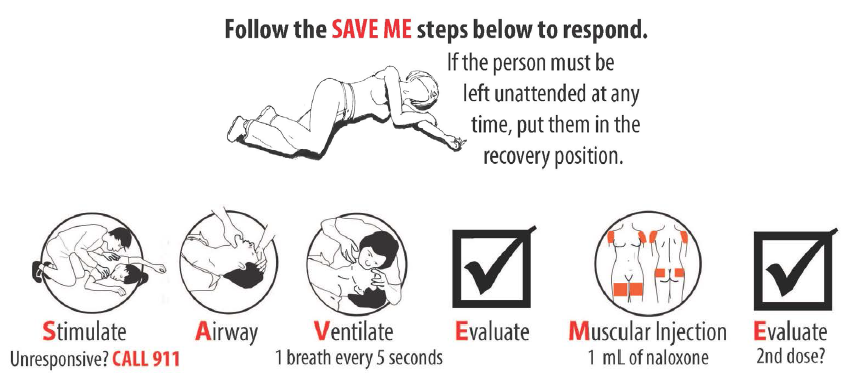 Follow the SAVE ME steps below to respond.
If the person must be
left unattended at any
time, put them in the
recovery position.
Stimulate
Unresponsive? CALL 911
Airway
Ventilate
1 breath every 5 seconds
Evaluate
Muscular Injection
1 mL of naloxone
Evaluate
2nd dose?